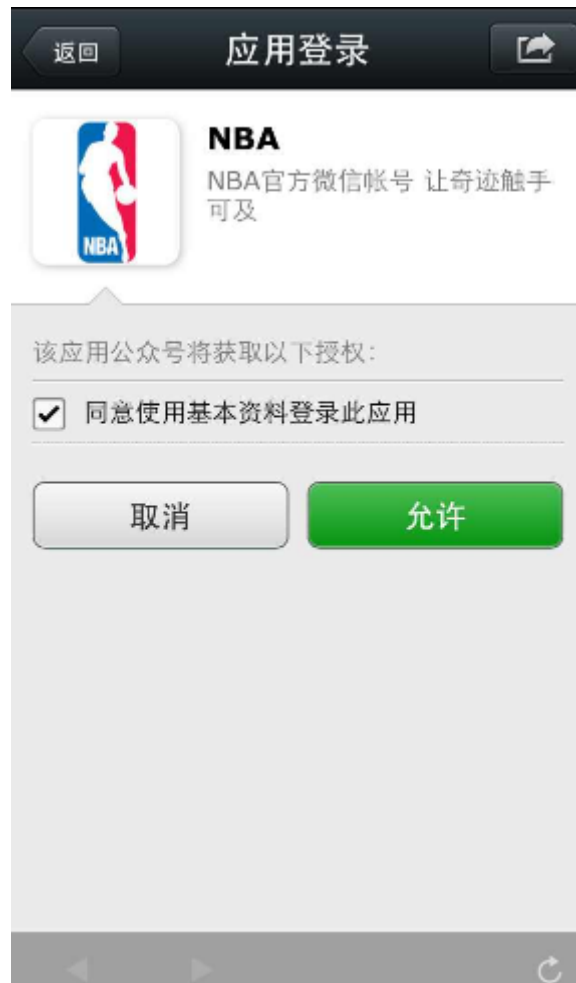 返回
应用登录
NBA
NBA官方微信帐号 让奇迹触手
可及
NBA
该应用公众号将获取以下授权:
同意使用基本资料登录此应用
取消
允许